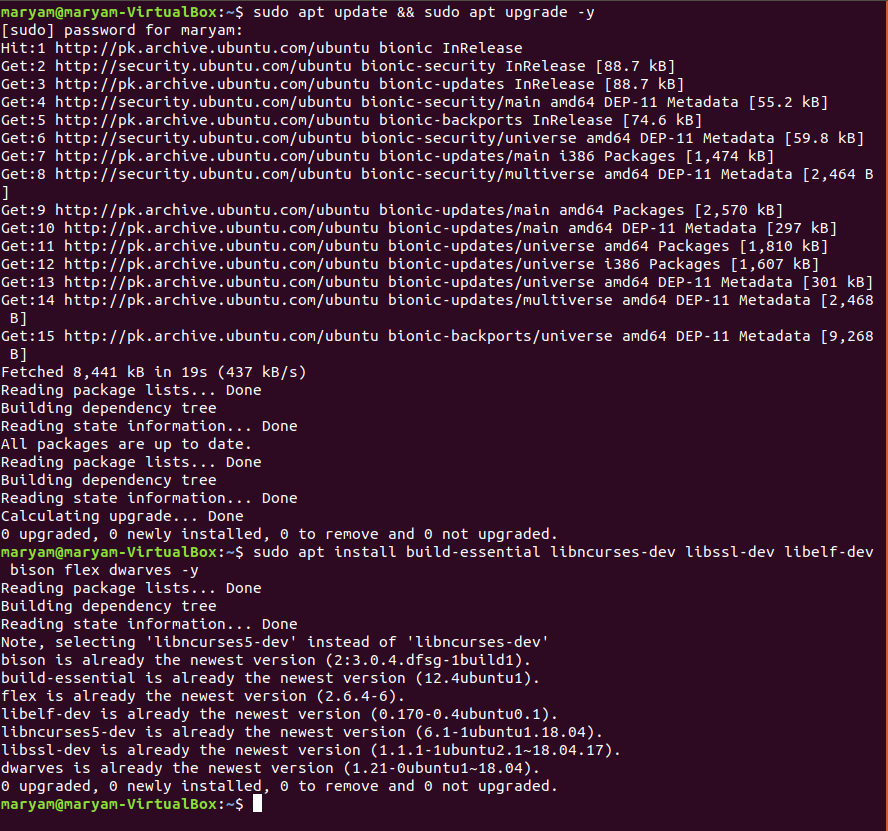 maryam@maryam-VirtualBox:~$ sudo apt update && sudo apt upgrade -y
[sudo] password for maryam:
Hit:1 http://pk.archive.ubuntu.com/ubuntu bionic InRelease
Get:2 http://security.ubuntu.com/ubuntu bionic-security InRelease [88.7 kB]
Get:3 http://pk.archive.ubuntu.com/ubuntu bionic-updates InRelease [88.7 kB]
Get:4 http://security.ubuntu.com/ubuntu bionic-security/main amd64 DEP-11 Metadata [55.2 kB]
Get:5 http://pk.archive.ubuntu.com/ubuntu bionic-backports InRelease [74.6 kB]
Get:6 http://security.ubuntu.com/ubuntu bionic-security/universe amd64 DEP-11 Metadata [59.8 kB]
Get:7 http://pk.archive.ubuntu.com/ubuntu bionic-updates/main i386 Packages [1,474 kB]
Get:8 http://security.ubuntu.com/ubuntu bionic-security/multiverse amd64 DEP-11 Metadata [2,464 B
]
Get:9 http://pk.archive.ubuntu.com/ubuntu bionic-updates/main amd64 Packages [2,570 kB]
Get:10 http://pk.archive.ubuntu.com/ubuntu bionic-updates/main amd64 DEP-11 Metadata [297 kB]
Get:11 http://pk.archive.ubuntu.com/ubuntu bionic-updates/universe amd64 Packages [1,810 kB]
Get:12 http://pk.archive.ubuntu.com/ubuntu bionic-updates/universe i386 Packages [1,607 kB]
Get:13 http://pk.archive.ubuntu.com/ubuntu bionic-updates/universe amd64 DEP-11 Metadata [301 kB]
Get:14 http://pk.archive.ubuntu.com/ubuntu bionic-updates/multiverse amd64 DEP-11 Metadata [2,468
 B]
Get:15 http://pk.archive.ubuntu.com/ubuntu bionic-backports/universe amd64 DEP-11 Metadata [9,268
 B]
Fetched 8,441 kB in 19s (437 kB/s)
Reading package lists... Done
Building dependency tree
Reading state information... Done
All packages are up to date.
Reading package lists... Done
Building dependency tree
Reading state information... Done
Calculating upgrade... Done
0 upgraded, 0 newly installed, 0 to remove and 0 not upgraded.
maryam@maryam-VirtualBox:~$ sudo apt install build-essential libncurses-dev libssl-dev libelf-dev
 bison flex dwarves -y
Reading package lists... Done
Building dependency tree
Reading state information... Done
Note, selecting 'libncurses5-dev' instead of 'libncurses-dev'
bison is already the newest version (2:3.0.4.dfsg-1build1).
build-essential is already the newest version (12.4ubuntu1).
flex is already the newest version (2.6.4-6).
libelf-dev is already the newest version (0.170-0.4ubuntu0.1).
libncurses5-dev is already the newest version (6.1-1ubuntu1.18.04).
libssl-dev is already the newest version (1.1.1-1ubuntu2.1~18.04.17).
dwarves is already the newest version (1.21-0ubuntu1~18.04).
0 upgraded, 0 newly installed, 0 to remove and 0 not upgraded.
maryam@maryam-VirtualBox:~$